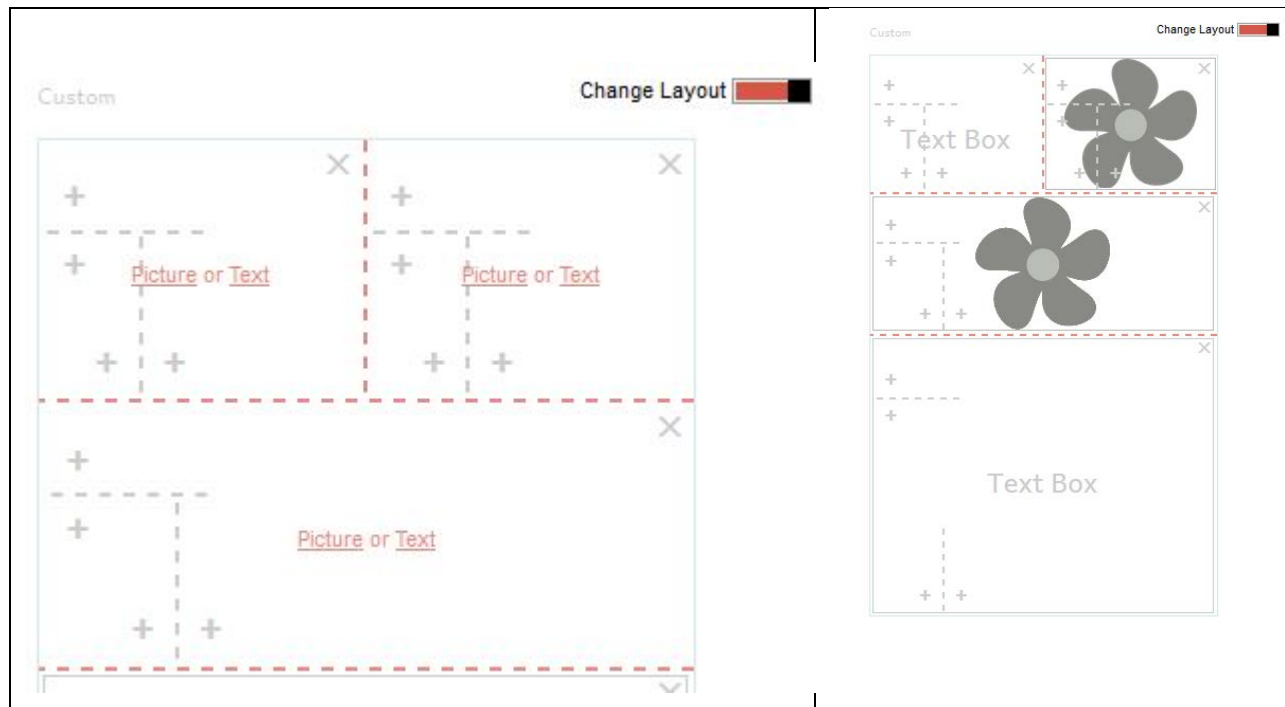 Custom
Change Layout
Picture or Text
Picture or Text
Picture or Text
Custom
Change Layout
Text Box
Text Box